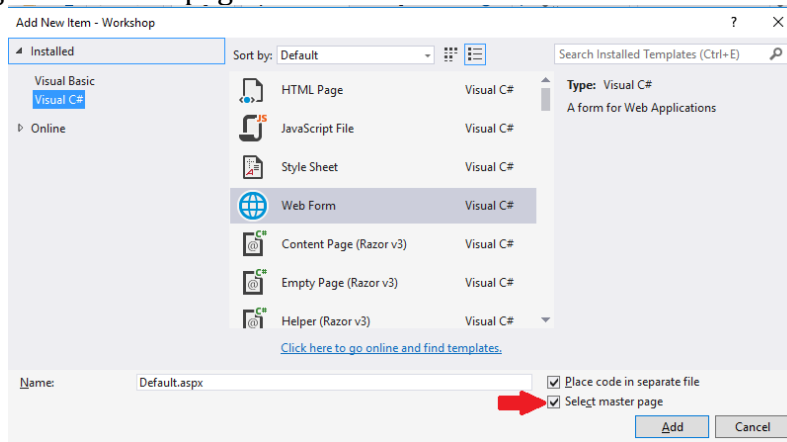 Add New Item - Workshop ? ×
Installed
Sort by: Default
Search Installed Templates (Ctrl+E)
Visual Basic
Visual C#
Online
HTML Page Visual C#
JavaScript File Visual C#
Style Sheet Visual C#
Web Form Visual C#
Content Page (Razor v3) Visual C#
Empty Page (Razor v3) Visual C#
Helper (Razor v3) Visual C#
Click here to go online and find templates.
Type: Visual C#
A form for Web Applications
Name: Default.aspx
Place code in separate file
Select master page
Add Cancel